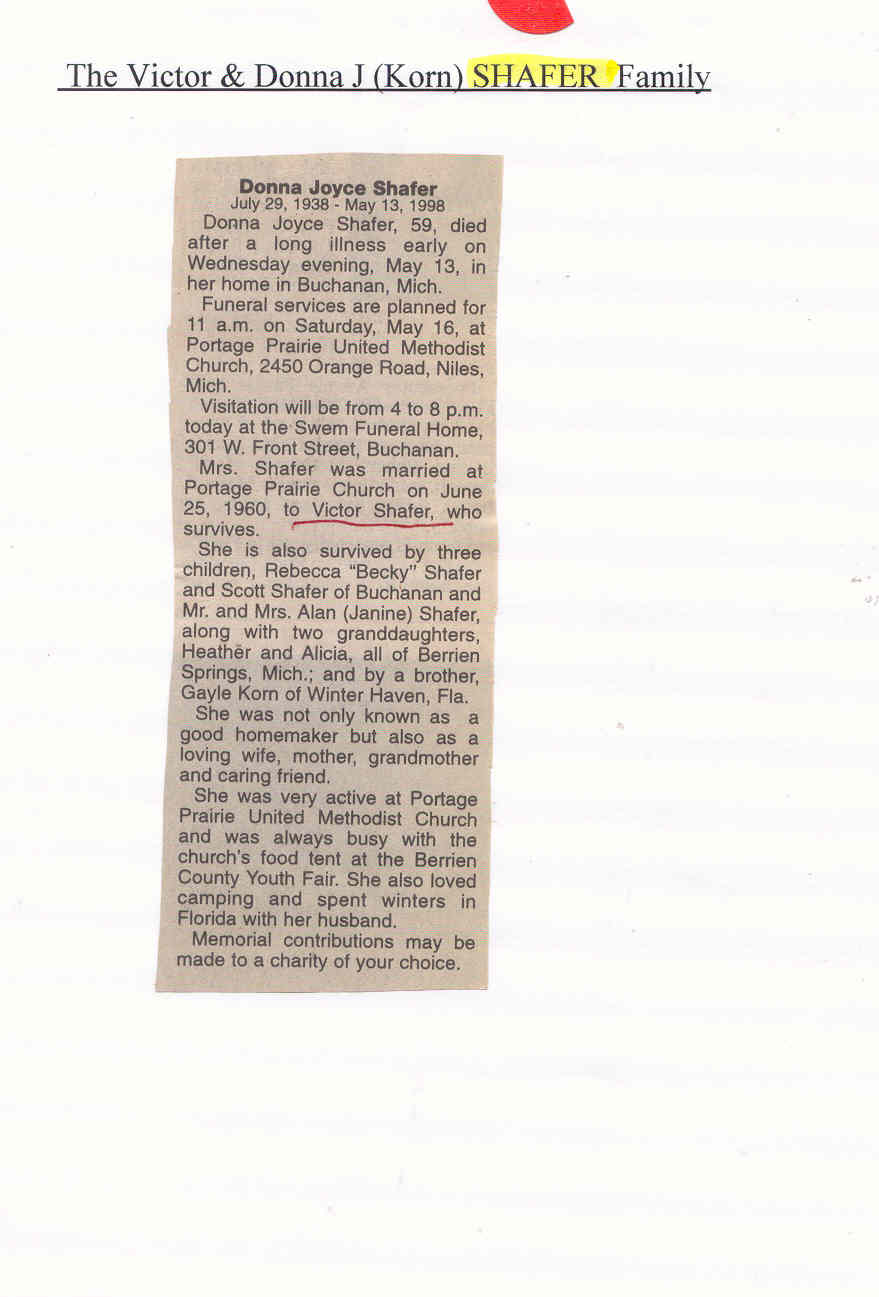 The Victor & Donna J (Korn) SHAFER Family
Donna Joyce Shafer
July 29, 1938 - May 13, 1998
Donna Joyce Shafer, 59, died
after a long illness early on
Wednesday evening, May 13, in
her home in Buchanan, Mich.
Funeral services are planned for
11 a.m. on Saturday, May 16, at
Portage Prairie United Methodist
Church, 2450 Orange Road, Niles,
Mich.
Visitation will be from 4 to 8 p.m.
today at the Swem Funeral Home,
301 W. Front Street, Buchanan.
Mrs. Shafer was married at
Portage Prairie Church on June
25, 1960, to Victor Shafer, who
survives.
She is also survived by three
children, Rebecca “Becky” Shafer
and Scott Shafer of Buchanan and
Mr. and Mrs. Alan (Janine) Shafer,
along with two granddaughters,
Heather and Alicia, all of Berrien
Springs, Mich.; and by a brother,
Gayle Korn of Winter Haven, Fla.
She was not only known as a
good homemaker but also as a
loving wife, mother, grandmother
and caring friend.
She was very active at Portage
Prairie United Methodist Church
and was always busy with the
church's food tent at the Berrien
County Youth Fair. She also loved
camping and spent winters in
Florida with her husband.
Memorial contributions may be
made to a charity of your choice.